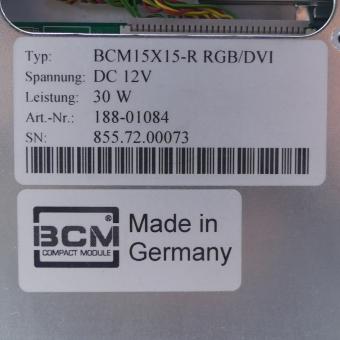 Typ: BCM15X15-R RGB/DVI
Spannung: DC 12V
Leistung: 30 W
Art.-Nr.: 188-01084
SN: 855.72.00073
BCM®
COMPACT MODULE
Made in
Germany